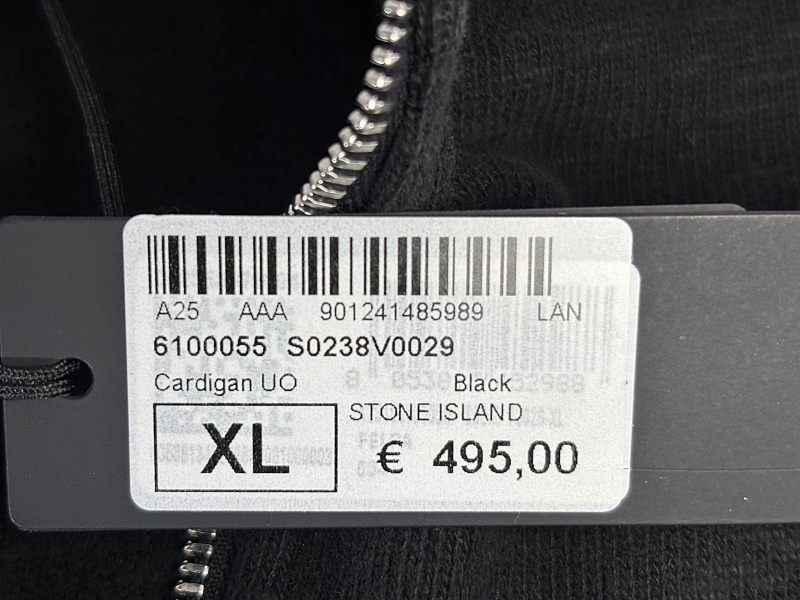 A25 AAA 901241485989 LAN
6100055 S0238V0029
Cardigan UO Black
STONE ISLAND
XL € 495,00